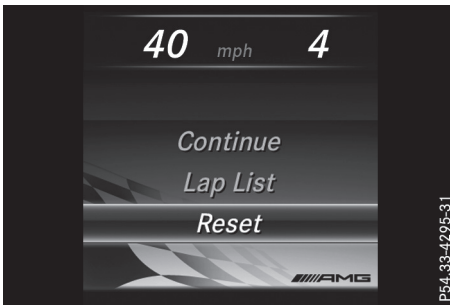 40 mph 4
Continue
Lap List
Reset
AMG
P54.33-4295-31